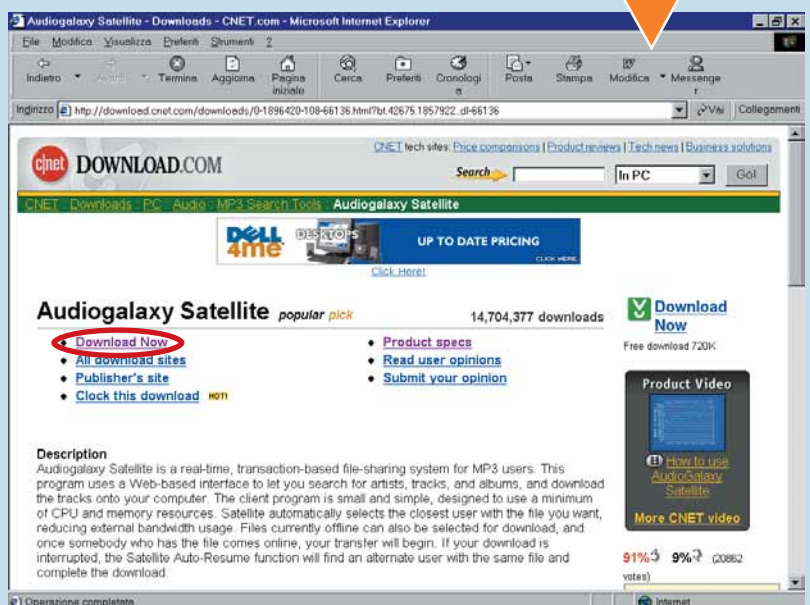 Audiogalaxy Satellite - Downloads - CNET.com - Microsoft Internet Explorer
File Modifica Visualizza Preferiti Strumenti ?
Indietro Avanti Termina Aggiorna Pagina iniziale Cerca Preferiti Cronologia Posta Stampa Modifica Messenger
Indirizzo http://download.cnet.com/downloads/0-1896420-108-66136.html?bt.42675.1857922..dl-66136 Vai Collegamenti
CNET tech sites: Price comparisons | Product reviews | Tech news | Business solutions
c|net DOWNLOAD.COM
Search In PC Go!
CNET : Downloads : PC : Audio : MP3 Search Tools : Audiogalaxy Satellite
DELL 4me DESKTOPS UP TO DATE PRICING CLICK HERE
Click Here!
Audiogalaxy Satellite popular pick 14,704,377 downloads
Download Now
All download sites
Publisher's site
Clock this download HOT!
Product specs
Read user opinions
Submit your opinion
Download Now
Free download 720K
Product Video
How to use AudioGalaxy Satellite
More CNET video
91% 9% (20862 votes)
Description
Audiogalaxy Satellite is a real-time, transaction-based file-sharing system for MP3 users. This
program uses a Web-based interface to let you search for artists, tracks, and albums, and download
the tracks onto your computer. The client program is small and simple, designed to use a minimum
of CPU and memory resources. Satellite automatically selects the closest user with the file you want,
reducing external bandwidth usage. Files currently offline can also be selected for download, and
once somebody who has the file comes online, your transfer will begin. If your download is
interrupted, the Satellite Auto-Resume function will find an alternate user with the same file and
complete the download.
Operazione completata Internet